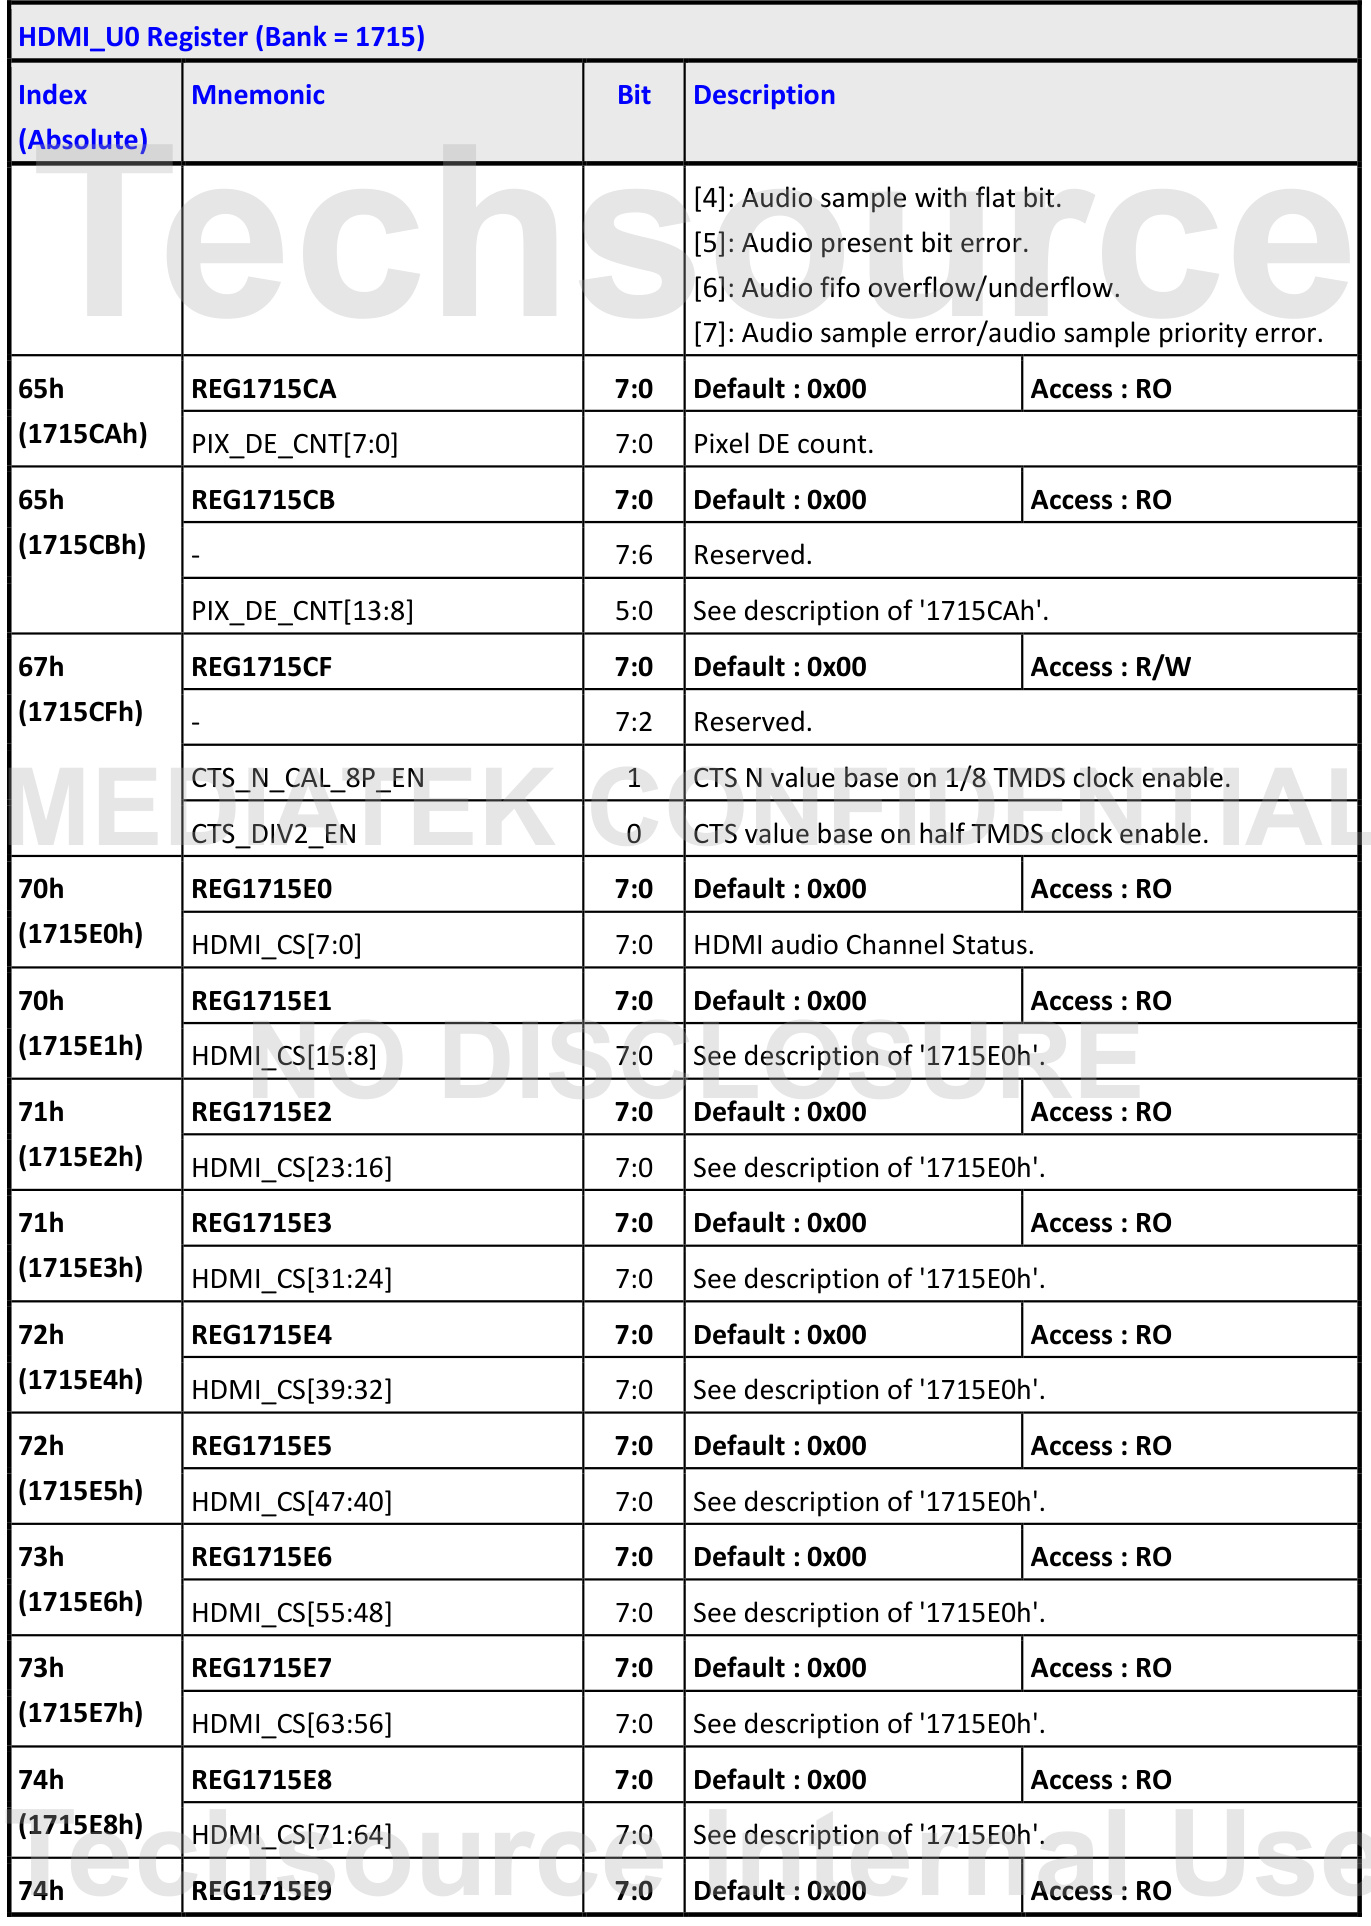 HDMI_U0 Register (Bank = 1715)
Index (Absolute) Mnemonic Bit Description
[4]: Audio sample with flat bit.
[5]: Audio present bit error.
[6]: Audio fifo overflow/underflow.
[7]: Audio sample error/audio sample priority error.
65h (1715CAh) REG1715CA 7:0 Default : 0x00 Access : RO
PIX_DE_CNT[7:0] 7:0 Pixel DE count.
65h (1715CBh) REG1715CB 7:0 Default : 0x00 Access : RO
- 7:6 Reserved.
PIX_DE_CNT[13:8] 5:0 See description of '1715CAh'.
67h (1715CFh) REG1715CF 7:0 Default : 0x00 Access : R/W
- 7:2 Reserved.
CTS_N_CAL_8P_EN 1 CTS N value base on 1/8 TMDS clock enable.
CTS_DIV2_EN 0 CTS value base on half TMDS clock enable.
70h (1715E0h) REG1715E0 7:0 Default : 0x00 Access : RO
HDMI_CS[7:0] 7:0 HDMI audio Channel Status.
70h (1715E1h) REG1715E1 7:0 Default : 0x00 Access : RO
HDMI_CS[15:8] 7:0 See description of '1715E0h'.
71h (1715E2h) REG1715E2 7:0 Default : 0x00 Access : RO
HDMI_CS[23:16] 7:0 See description of '1715E0h'.
71h (1715E3h) REG1715E3 7:0 Default : 0x00 Access : RO
HDMI_CS[31:24] 7:0 See description of '1715E0h'.
72h (1715E4h) REG1715E4 7:0 Default : 0x00 Access : RO
HDMI_CS[39:32] 7:0 See description of '1715E0h'.
72h (1715E5h) REG1715E5 7:0 Default : 0x00 Access : RO
HDMI_CS[47:40] 7:0 See description of '1715E0h'.
73h (1715E6h) REG1715E6 7:0 Default : 0x00 Access : RO
HDMI_CS[55:48] 7:0 See description of '1715E0h'.
73h (1715E7h) REG1715E7 7:0 Default : 0x00 Access : RO
HDMI_CS[63:56] 7:0 See description of '1715E0h'.
74h (1715E8h) REG1715E8 7:0 Default : 0x00 Access : RO
HDMI_CS[71:64] 7:0 See description of '1715E0h'.
74h REG1715E9 7:0 Default : 0x00 Access : RO
Techsource
MEDIATEK CONFIDENTIAL
NO DISCLOSURE
Techsource Internal Use